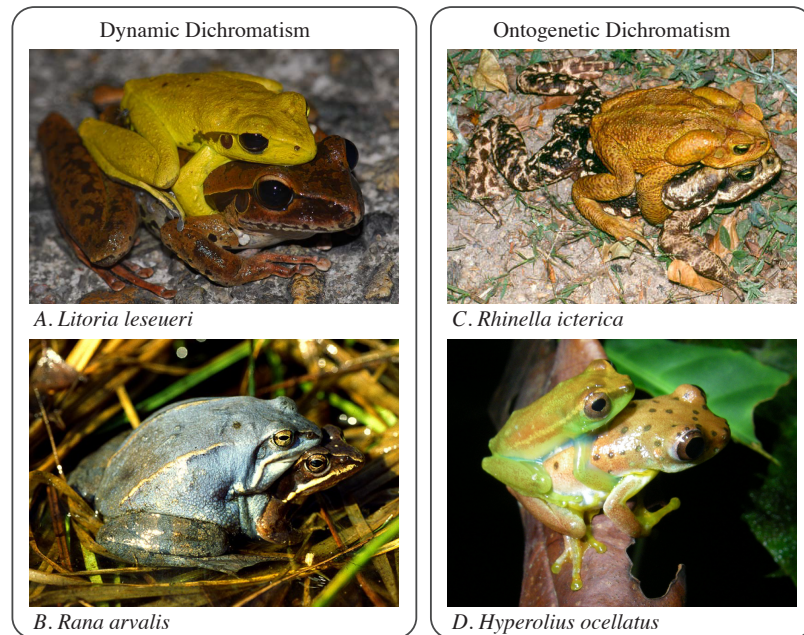 Dynamic Dichromatism
A. Litoria leseueri
B. Rana arvalis
Ontogenetic Dichromatism
C. Rhinella icterica
D. Hyperolius ocellatus